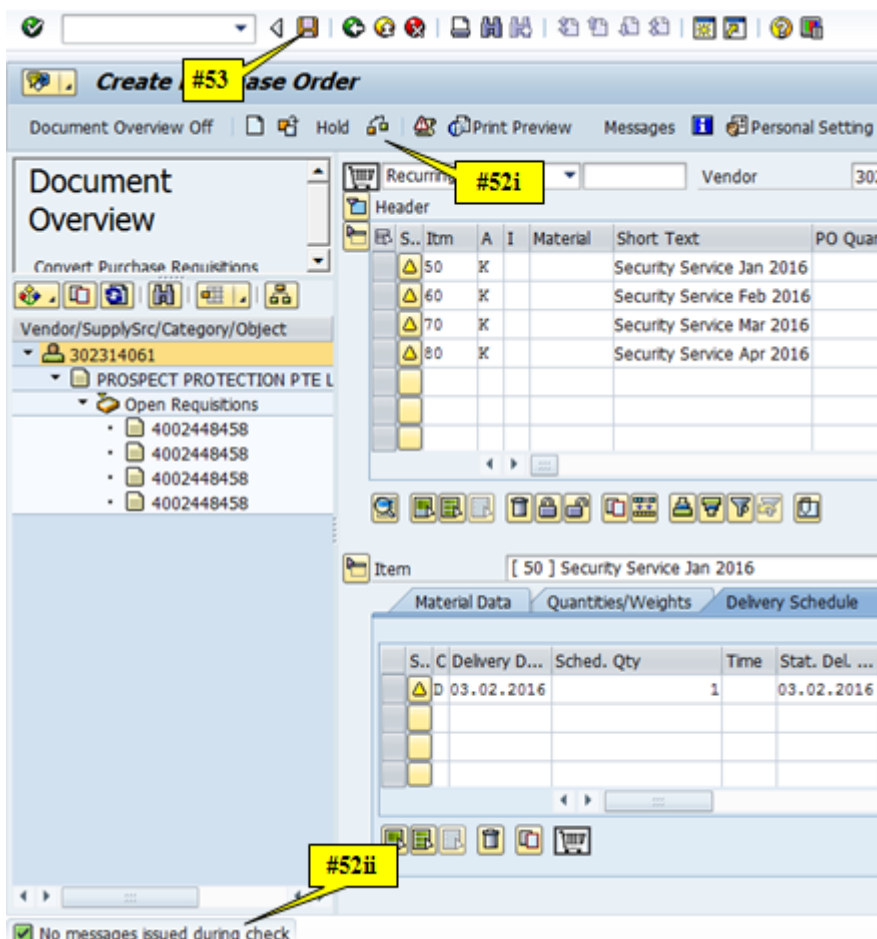 #53
Create ase Order
Document Overview Off Hold Print Preview Messages Personal Setting
#52i
Document
Overview
Convert Purchase Requisitions
Vendor/SupplySrc/Category/Object
302314061
PROSPECT PROTECTION PTE L
Open Requisitions
4002448458
4002448458
4002448458
4002448458
Recurring Vendor 302
Header
S.. Itm A I Material Short Text PO Quan
50 K Security Service Jan 2016
60 K Security Service Feb 2016
70 K Security Service Mar 2016
80 K Security Service Apr 2016
Item [ 50 ] Security Service Jan 2016
Material Data Quantities/Weights Delivery Schedule
S.. C Delivery D... Sched. Qty Time Stat. Del. ...
D 03.02.2016 1 03.02.2016
#52ii
No messages issued during check